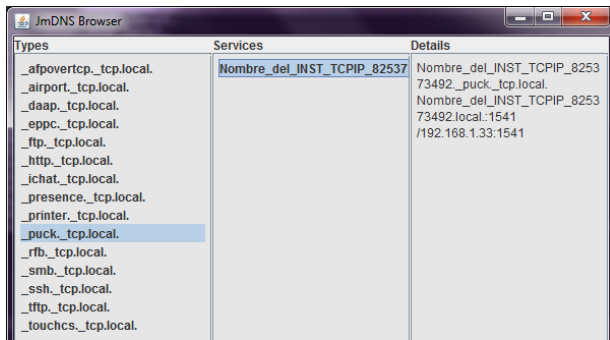 JmDNS Browser
Types
Services
Details
_afpovertcp._tcp.local.
_airport._tcp.local.
_daap._tcp.local.
_eppc._tcp.local.
_ftp._tcp.local.
_http._tcp.local.
_ichat._tcp.local.
_presence._tcp.local.
_printer._tcp.local.
_puck._tcp.local.
_rfb._tcp.local.
_smb._tcp.local.
_ssh._tcp.local.
_tftp._tcp.local.
_touchcs._tcp.local.
Nombre_del_INST_TCPIP_82537
Nombre_del_INST_TCPIP_8253
73492._puck._tcp.local.
Nombre_del_INST_TCPIP_8253
73492.local.:1541
/192.168.1.33:1541